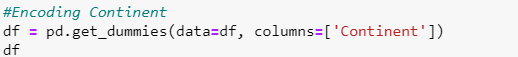 #Encoding Continent
df = pd.get_dummies(data=df, columns=['Continent'])
df